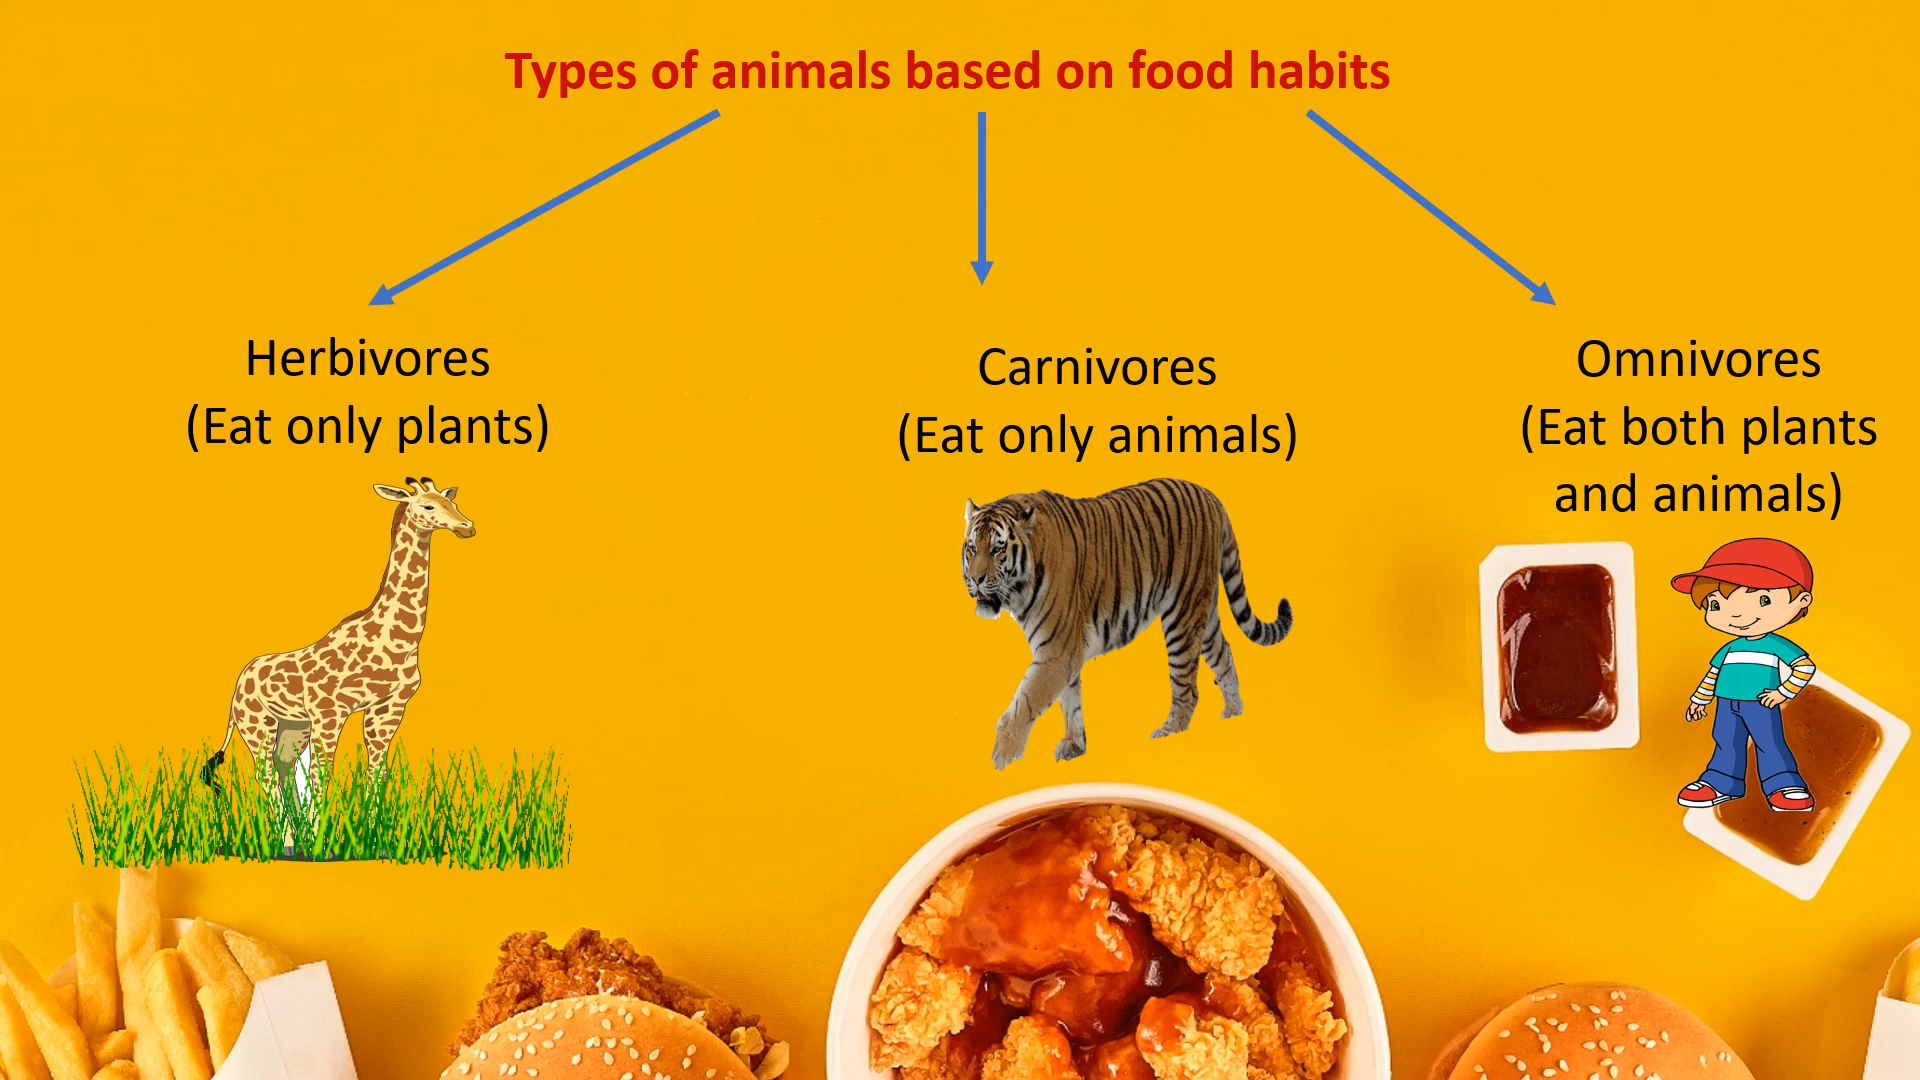 Types of animals based on food habits
Herbivores
(Eat only plants)
Carnivores
(Eat only animals)
Omnivores
(Eat both plants
and animals)